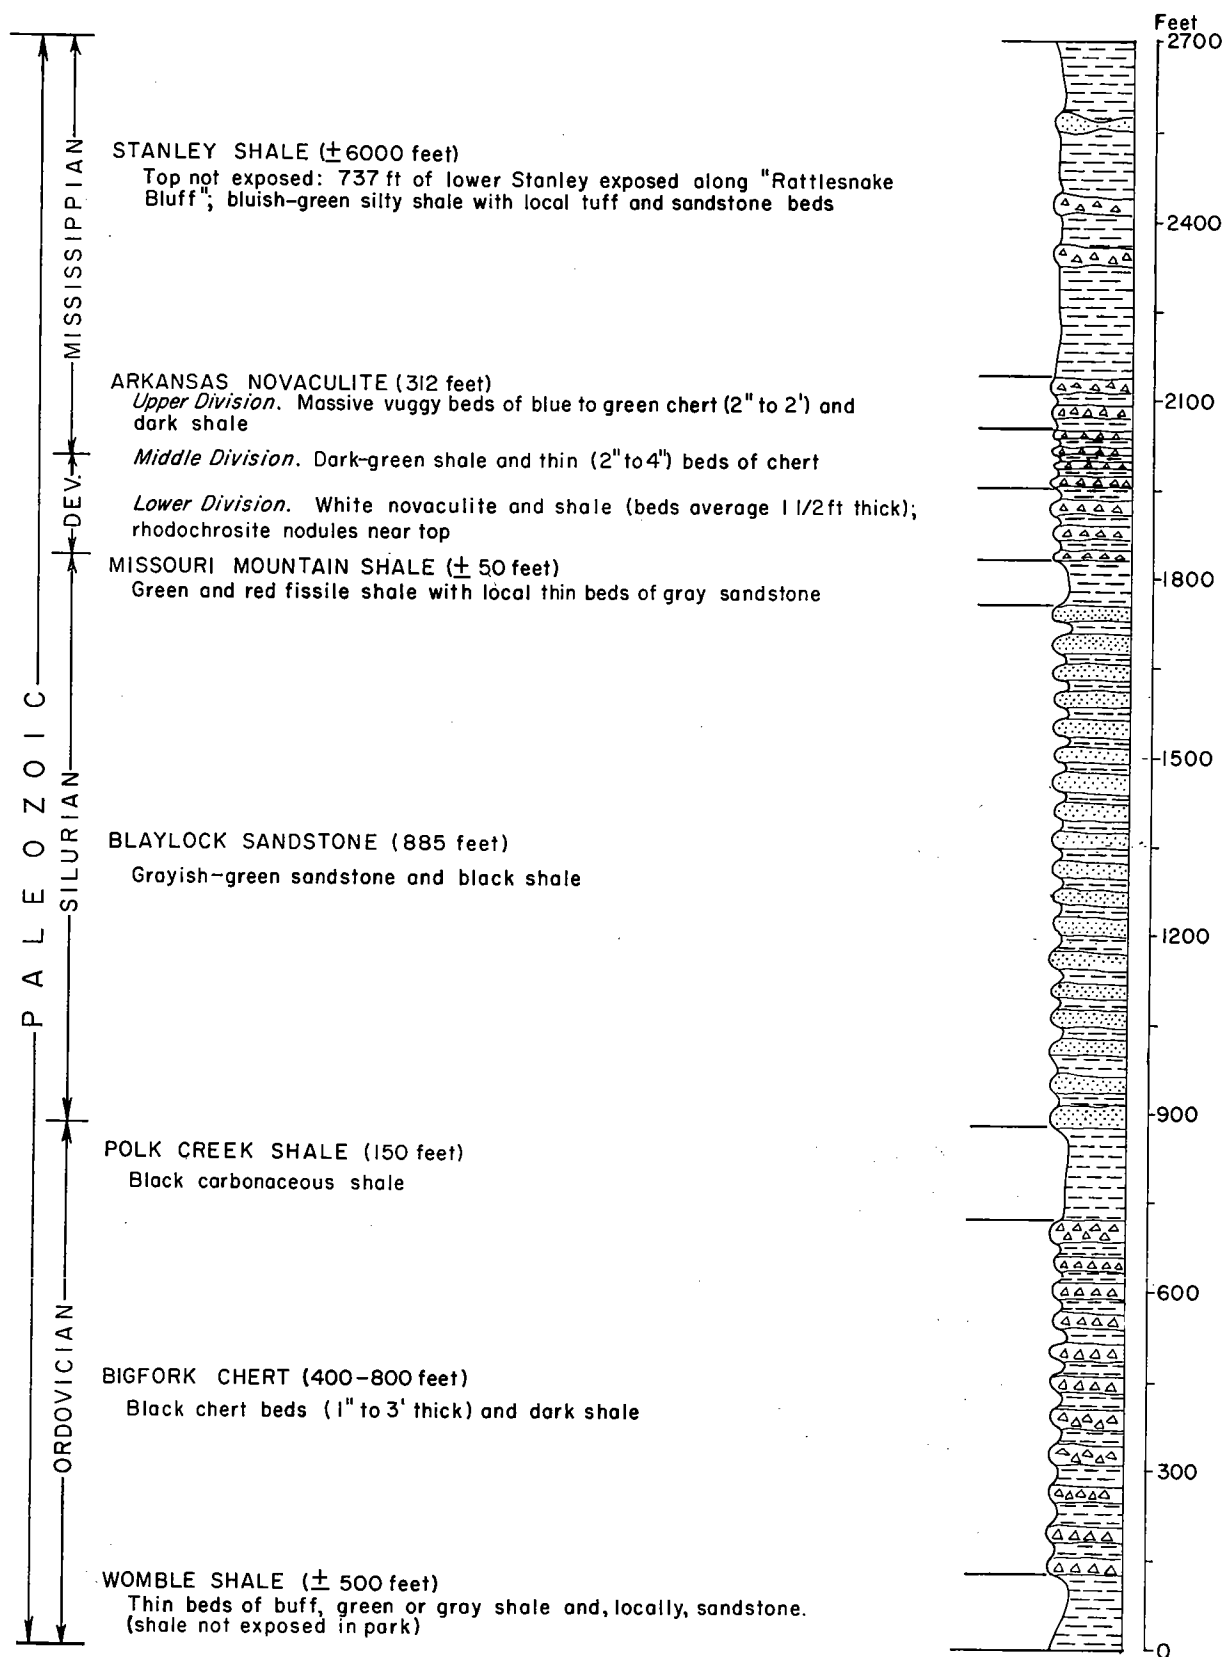 Feet
2700
STANLEY SHALE (±6000 feet)
Top not exposed: 737 ft of lower Stanley exposed along "Rattlesnake
Bluff"; bluish-green silty shale with local tuff and sandstone beds
2400
MISSISSIPPIAN
ARKANSAS NOVACULITE (312 feet)
Upper Division. Massive vuggy beds of blue to green chert (2" to 2') and
dark shale
2100
Middle Division. Dark-green shale and thin (2" to 4") beds of chert
DEV.
Lower Division. White novaculite and shale (beds average 1 1/2 ft thick);
rhodochrosite nodules near top
MISSOURI MOUNTAIN SHALE (± 50 feet)
Green and red fissile shale with local thin beds of gray sandstone
1800
1500
PALEOZOIC
SILURIAN
BLAYLOCK SANDSTONE (885 feet)
Grayish-green sandstone and black shale
1200
900
POLK CREEK SHALE (150 feet)
Black carbonaceous shale
600
ORDOVICIAN
BIGFORK CHERT (400-800 feet)
Black chert beds (1" to 3' thick) and dark shale
300
WOMBLE SHALE (± 500 feet)
Thin beds of buff, green or gray shale and, locally, sandstone.
(shale not exposed in park)
0